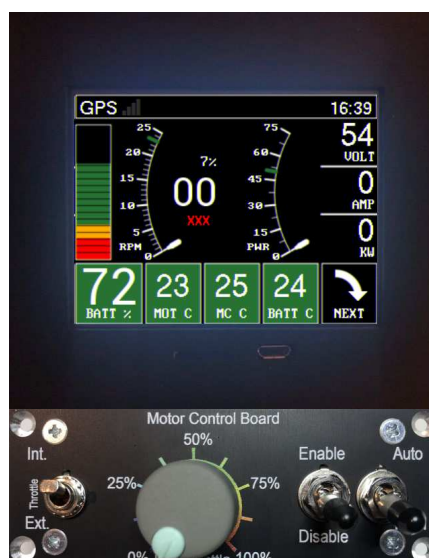 GPS 16:39
25 75 54
VOLT
20 60
7%
15 45 0
00 AMP
10 30
XXX
5 15 0
RPM PWR KW
0 0
72 23 25 24
BATT % MOT C MC C BATT C NEXT
Motor Control Board
50%
Int. Enable Auto
25% 75%
Throttle
Ext.
Disable
0% 100%